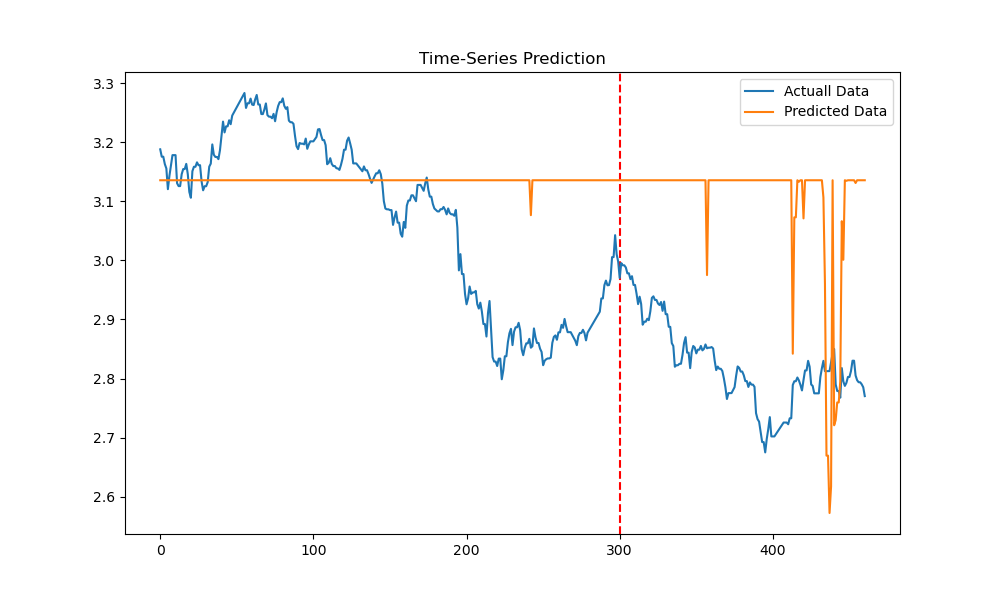 Time-Series Prediction
Actuall Data
Predicted Data
3.3
3.2
3.1
3.0
2.9
2.8
2.7
2.6
0 100 200 300 400